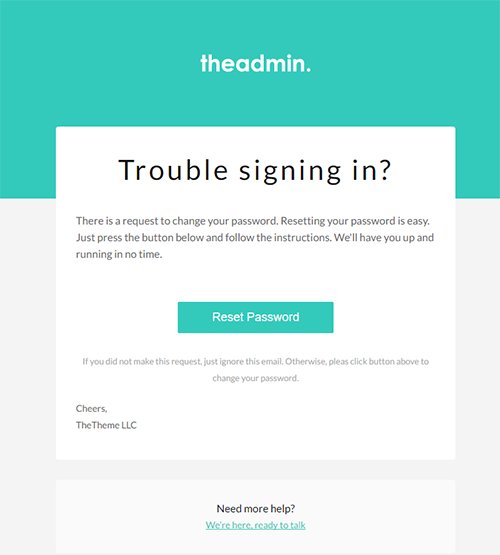 theadmin.
Trouble signing in?
There is a request to change your password. Resetting your password is easy.
Just press the button below and follow the instructions. We'll have you up and
running in no time.
Reset Password
If you did not make this request, just ignore this email. Otherwise, pleas click button above to
change your password.
Cheers,
TheTheme LLC
Need more help?
We're here, ready to talk